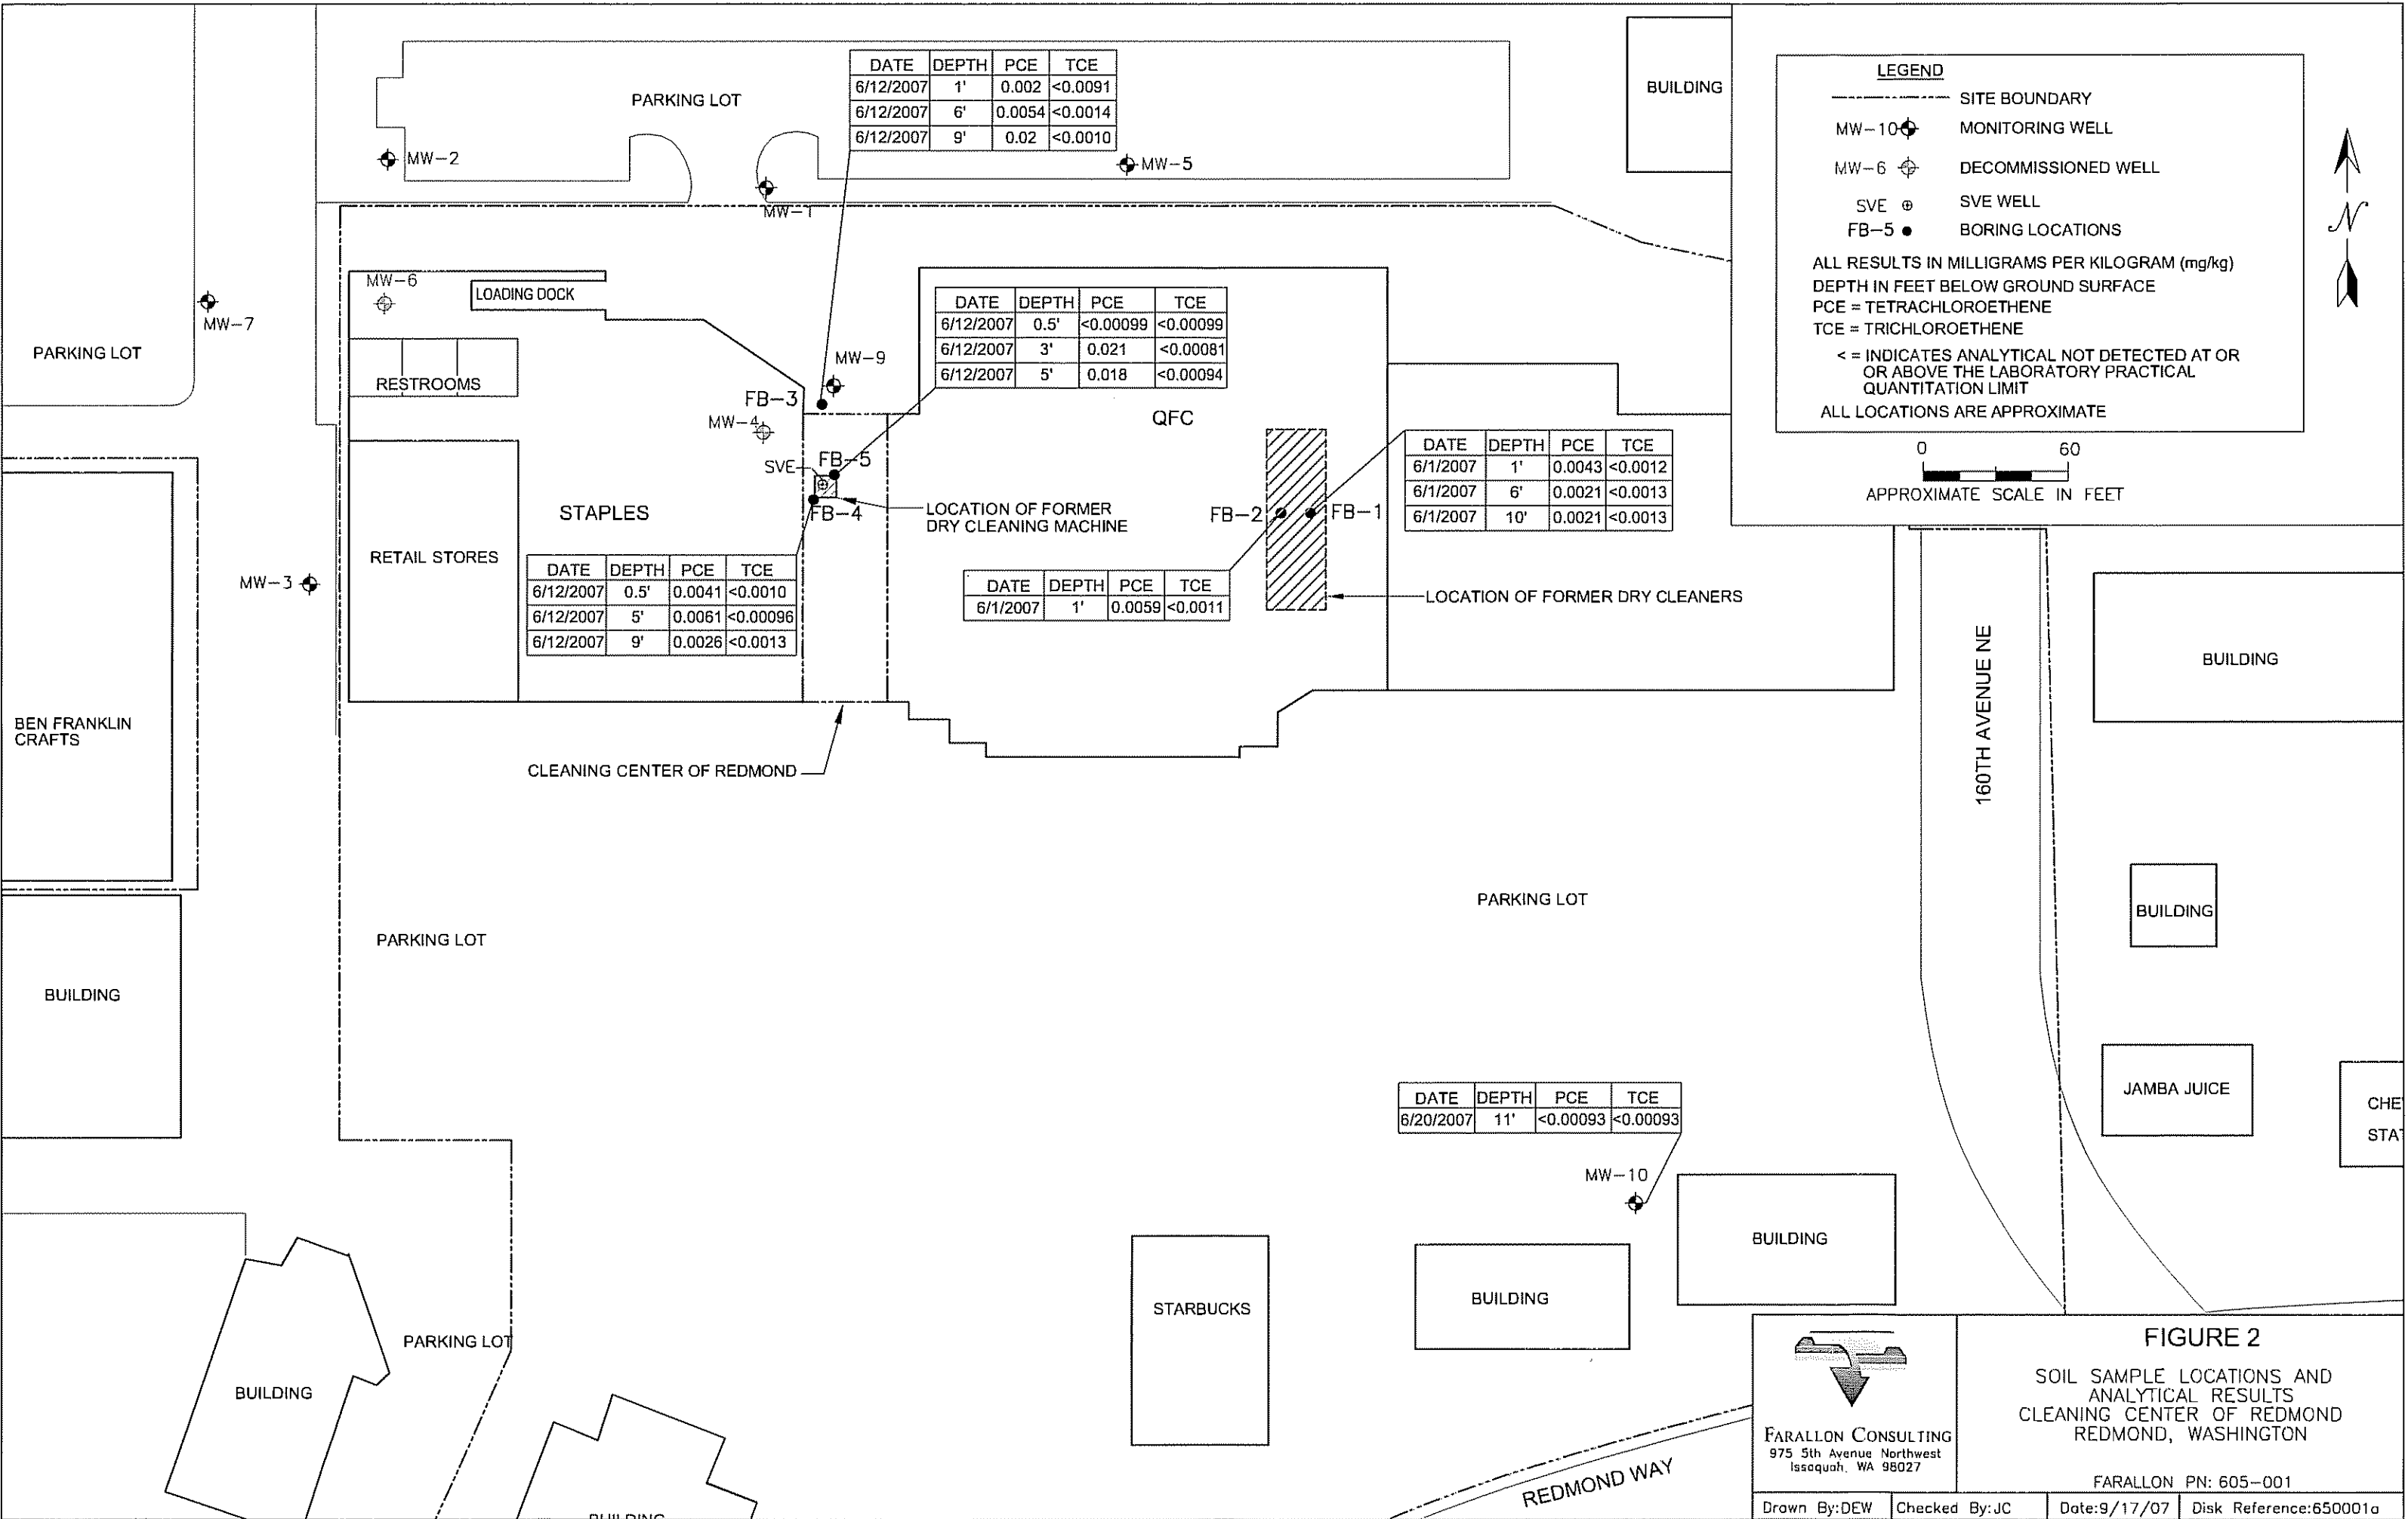 PARKING LOT
MW-2
MW-1
MW-5
DATE DEPTH PCE TCE
6/12/2007 1' 0.002 <0.0091
6/12/2007 6' 0.0054 <0.0014
6/12/2007 9' 0.02 <0.0010
BUILDING
LEGEND
SITE BOUNDARY
MW-10 MONITORING WELL
MW-6 DECOMMISSIONED WELL
SVE SVE WELL
FB-5 BORING LOCATIONS
ALL RESULTS IN MILLIGRAMS PER KILOGRAM (mg/kg)
DEPTH IN FEET BELOW GROUND SURFACE
PCE = TETRACHLOROETHENE
TCE = TRICHLOROETHENE
< = INDICATES ANALYTICAL NOT DETECTED AT OR
OR ABOVE THE LABORATORY PRACTICAL
QUANTITATION LIMIT
ALL LOCATIONS ARE APPROXIMATE
N
0 60
APPROXIMATE SCALE IN FEET
MW-7
PARKING LOT
MW-6
LOADING DOCK
RESTROOMS
MW-9
FB-3
MW-4
SVE
FB-5
FB-4
DATE DEPTH PCE TCE
6/12/2007 0.5' <0.00099 <0.00099
6/12/2007 3' 0.021 <0.00081
6/12/2007 5' 0.018 <0.00094
QFC
LOCATION OF FORMER
DRY CLEANING MACHINE
FB-2
FB-1
DATE DEPTH PCE TCE
6/1/2007 1' 0.0043 <0.0012
6/1/2007 6' 0.0021 <0.0013
6/1/2007 10' 0.0021 <0.0013
STAPLES
RETAIL STORES
MW-3
DATE DEPTH PCE TCE
6/12/2007 0.5' 0.0041 <0.0010
6/12/2007 5' 0.0061 <0.00096
6/12/2007 9' 0.0026 <0.0013
DATE DEPTH PCE TCE
6/1/2007 1' 0.0059 <0.0011
LOCATION OF FORMER DRY CLEANERS
BEN FRANKLIN
CRAFTS
CLEANING CENTER OF REDMOND
160TH AVENUE NE
BUILDING
PARKING LOT
PARKING LOT
BUILDING
BUILDING
JAMBA JUICE
CHE
STAT
DATE DEPTH PCE TCE
6/20/2007 11' <0.00093 <0.00093
MW-10
BUILDING
BUILDING
STARBUCKS
PARKING LOT
BUILDING
BUILDING
REDMOND WAY
FARALLON CONSULTING
975 5th Avenue Northwest
Issaquah, WA 98027
FIGURE 2
SOIL SAMPLE LOCATIONS AND
ANALYTICAL RESULTS
CLEANING CENTER OF REDMOND
REDMOND, WASHINGTON
FARALLON PN: 605-001
Drawn By:DEW Checked By:JC Date:9/17/07 Disk Reference:650001a